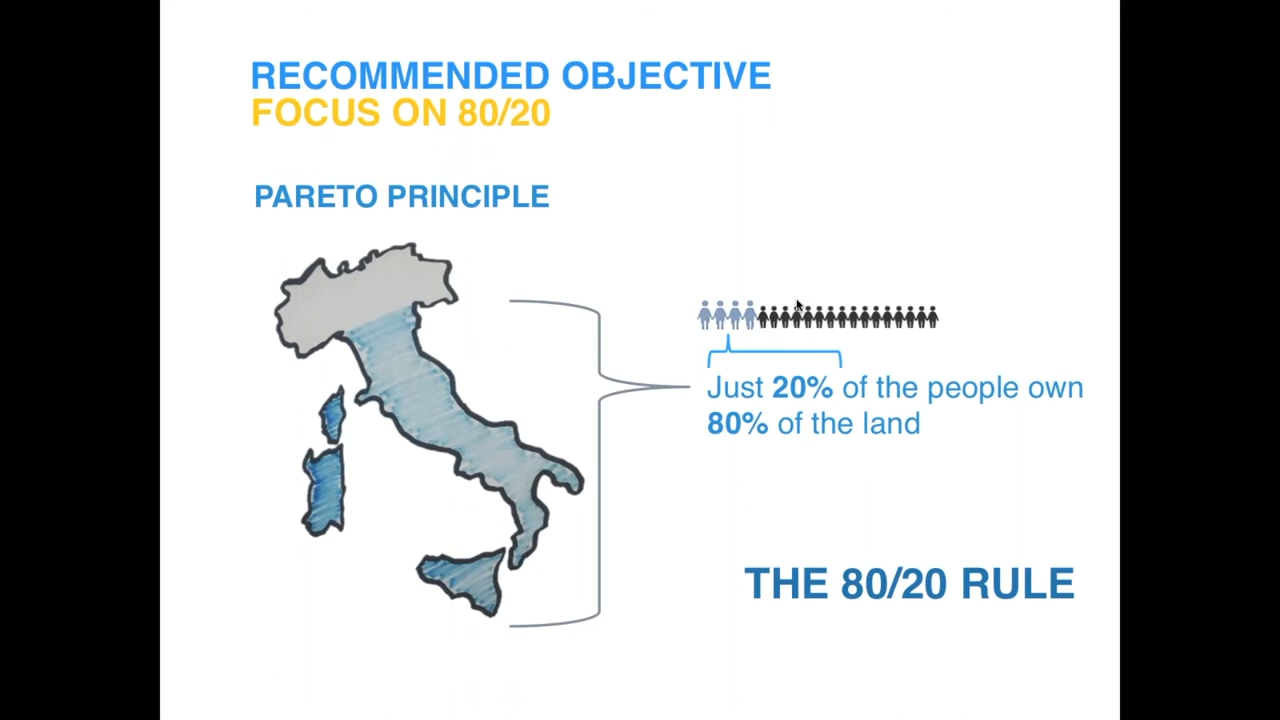 RECOMMENDED OBJECTIVE
FOCUS ON 80/20
PARETO PRINCIPLE
Just 20% of the people own
80% of the land
THE 80/20 RULE